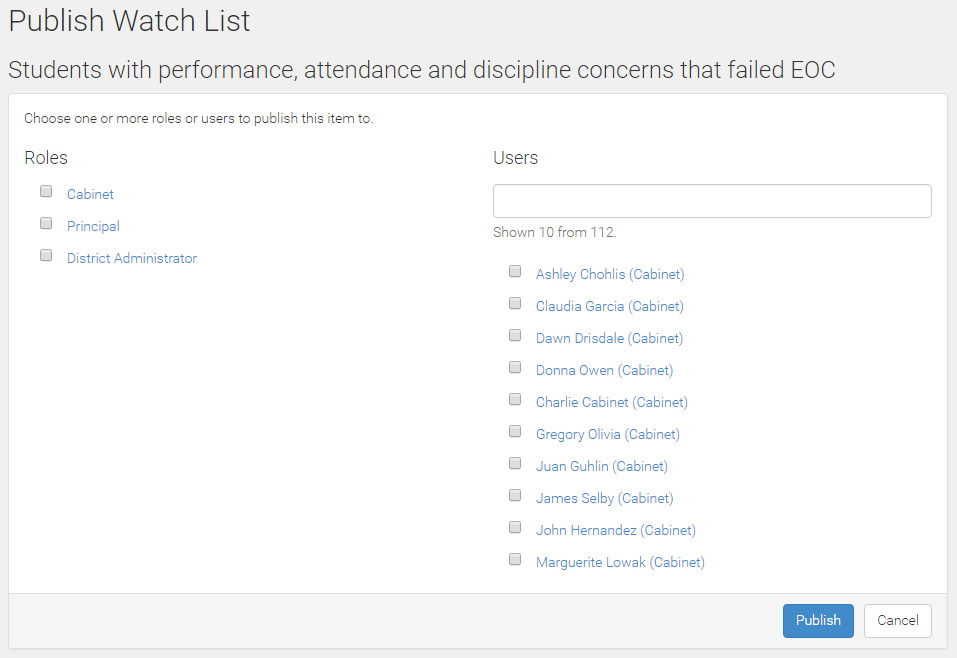 Publish Watch List
Students with performance, attendance and discipline concerns that failed EOC
Choose one or more roles or users to publish this item to.
Roles
Cabinet
Principal
District Administrator
Users
Shown 10 from 112.
Ashley Chohlis (Cabinet)
Claudia Garcia (Cabinet)
Dawn Drisdale (Cabinet)
Donna Owen (Cabinet)
Charlie Cabinet (Cabinet)
Gregory Olivia (Cabinet)
Juan Guhlin (Cabinet)
James Selby (Cabinet)
John Hernandez (Cabinet)
Marguerite Lowak (Cabinet)
Publish
Cancel